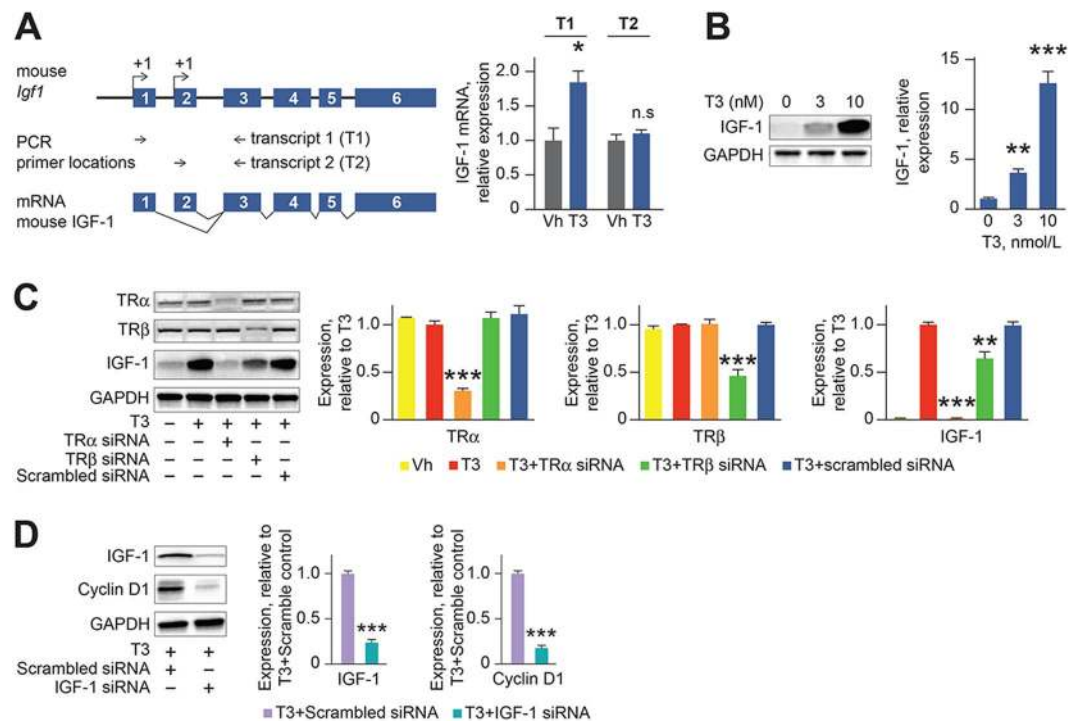 A
mouse
Igf1
+1
+1
1 2 3 4 5 6
PCR
primer locations
transcript 1 (T1)
transcript 2 (T2)
mRNA
mouse IGF-1
1 2 3 4 5 6
T1 T2
IGF-1 mRNA,
relative expression
2.0
1.5
1.0
0.5
0
*
n.s
Vh T3 Vh T3
B
T3 (nM) 0 3 10
IGF-1
GAPDH
IGF-1, relative
expression
15
10
5
0
**
***
0 3 10
T3, nmol/L
C
TRα
TRβ
IGF-1
GAPDH
T3 – + + + +
TRα siRNA – – + – –
TRβ siRNA – – – + –
Scrambled siRNA – – – – +
Expression,
relative to T3
1.0
0.5
0
***
TRα
Expression,
relative to T3
1.0
0.5
0
***
TRβ
Expression,
relative to T3
1.0
0.5
0
***
**
IGF-1
Vh T3 T3+TRα siRNA T3+TRβ siRNA T3+scrambled siRNA
D
IGF-1
Cyclin D1
GAPDH
T3 + +
Scrambled siRNA + –
IGF-1 siRNA – +
Expression, relative to
T3+Scramble control
1.0
0.5
0
***
IGF-1
Expression, relative to
T3+Scramble control
1.0
0.5
0
***
Cyclin D1
T3+Scrambled siRNA T3+IGF-1 siRNA